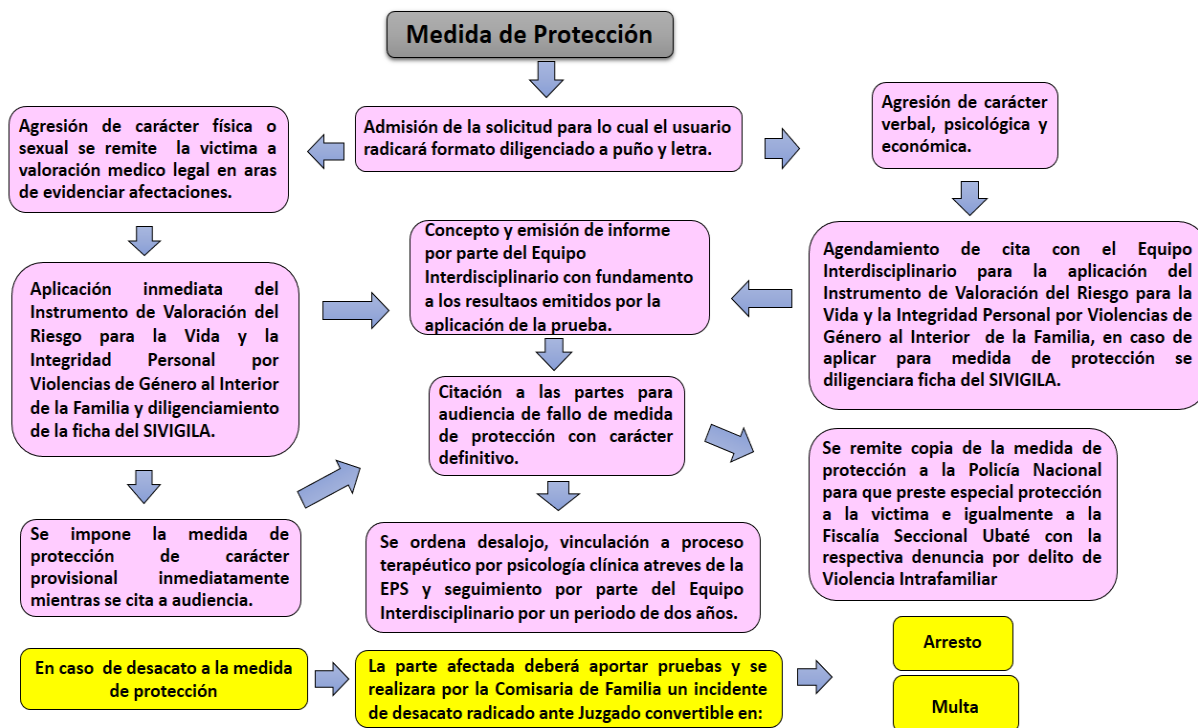 Medida de Protección
Agresión de carácter física o
sexual se remite la victima a
valoración medico legal en aras
de evidenciar afectaciones.
Admisión de la solicitud para lo cual el usuario
radicará formato diligenciado a puño y letra.
Agresión de carácter
verbal, psicológica y
económica.
Aplicación inmediata del
Instrumento de Valoración del
Riesgo para la Vida y la
Integridad Personal por
Violencias de Género al Interior
de la Familia y diligenciamiento
de la ficha del SIVIGILA.
Concepto y emisión de informe
por parte del Equipo
Interdisciplinario con fundamento
a los resultaos emitidos por la
aplicación de la prueba.
Agendamiento de cita con el Equipo
Interdisciplinario para la aplicación del
Instrumento de Valoración del Riesgo para la
Vida y la Integridad Personal por Violencias de
Género al Interior de la Familia, en caso de
aplicar para medida de protección se
diligenciara ficha del SIVIGILA.
Citación a las partes para
audiencia de fallo de medida
de protección con carácter
definitivo.
Se impone la medida de
protección de carácter
provisional inmediatamente
mientras se cita a audiencia.
Se ordena desalojo, vinculación a proceso
terapéutico por psicología clínica atreves de la
EPS y seguimiento por parte del Equipo
Interdisciplinario por un periodo de dos años.
Se remite copia de la medida de
protección a la Policía Nacional
para que preste especial protección
a la victima e igualmente a la
Fiscalía Seccional Ubaté con la
respectiva denuncia por delito de
Violencia Intrafamiliar
En caso de desacato a la medida
de protección
La parte afectada deberá aportar pruebas y se
realizara por la Comisaria de Familia un incidente
de desacato radicado ante Juzgado convertible en:
Arresto
Multa